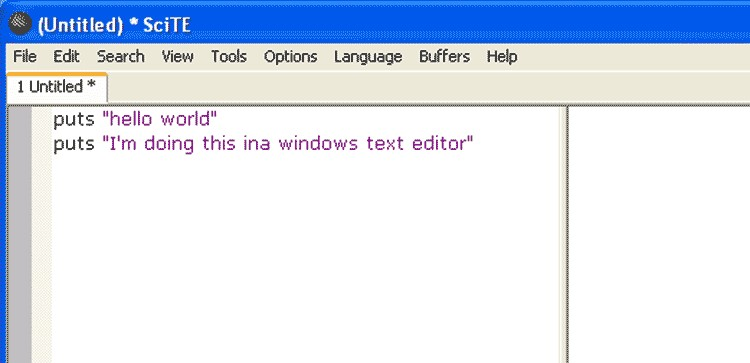 (Untitled) * SciTE
File Edit Search View Tools Options Language Buffers Help
1 Untitled *
puts "hello world"
puts "I'm doing this ina windows text editor"